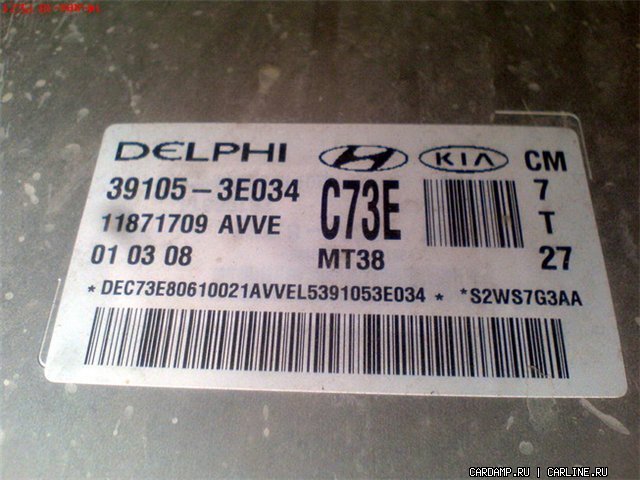 DELPHI HYUNDAI KIA CM
39105-3E034 C73E 7
11871709 AVVE T
01 03 08 MT38 27
*DEC73E80610021AVVEL5391053E034* *S2WS7G3AA
CARDAMP.RU | CARLINE.RU